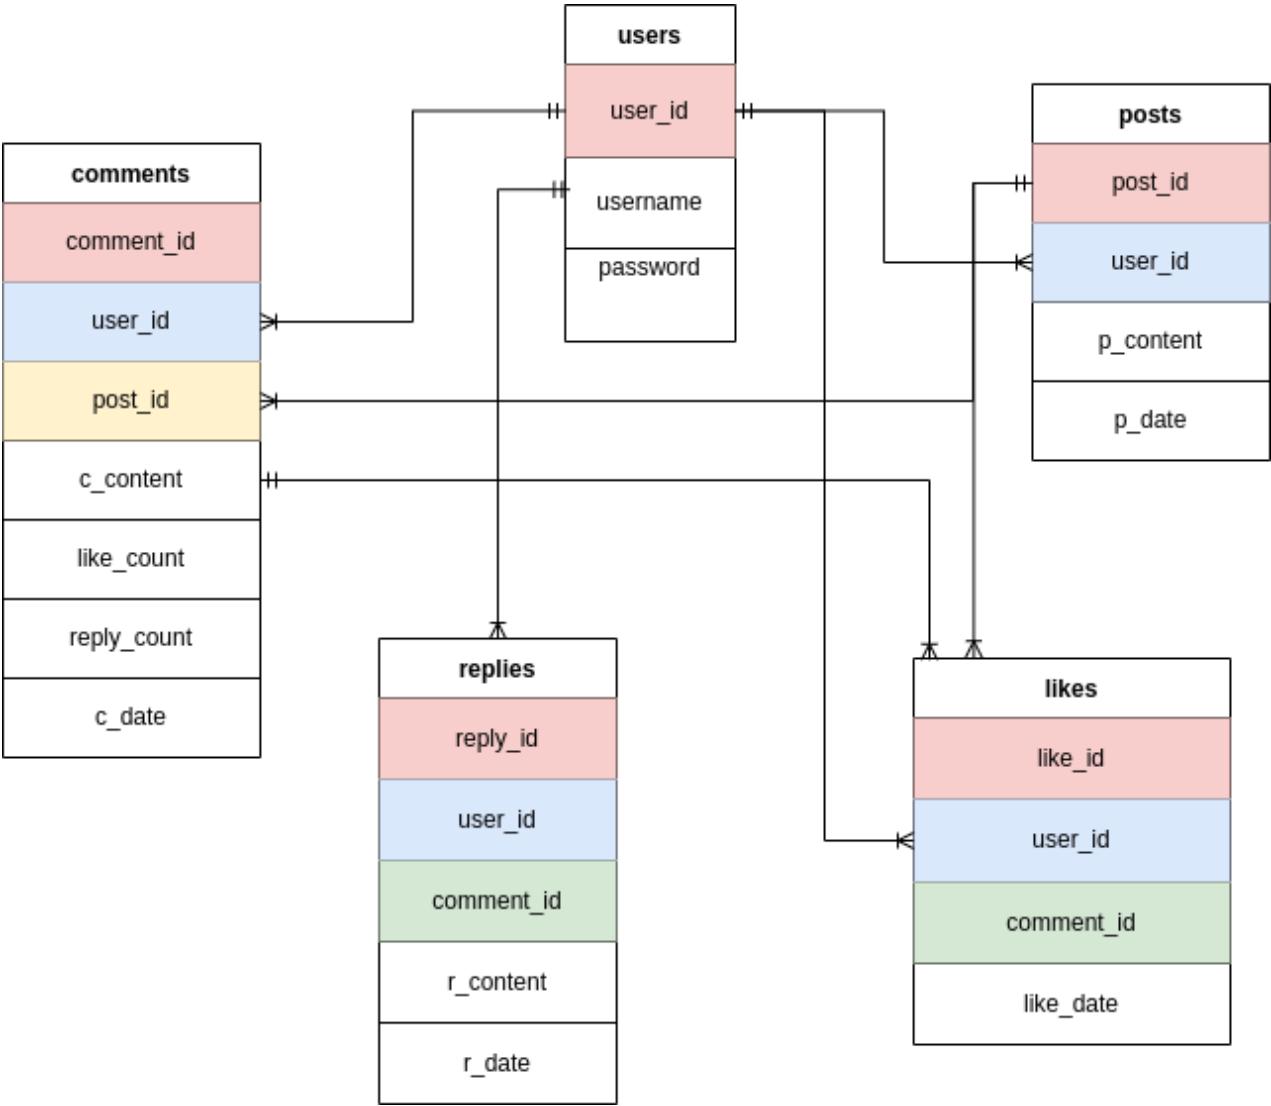 users
user_id
username
password
posts
post_id
user_id
p_content
p_date
comments
comment_id
user_id
post_id
c_content
like_count
reply_count
c_date
replies
reply_id
user_id
comment_id
r_content
r_date
likes
like_id
user_id
comment_id
like_date